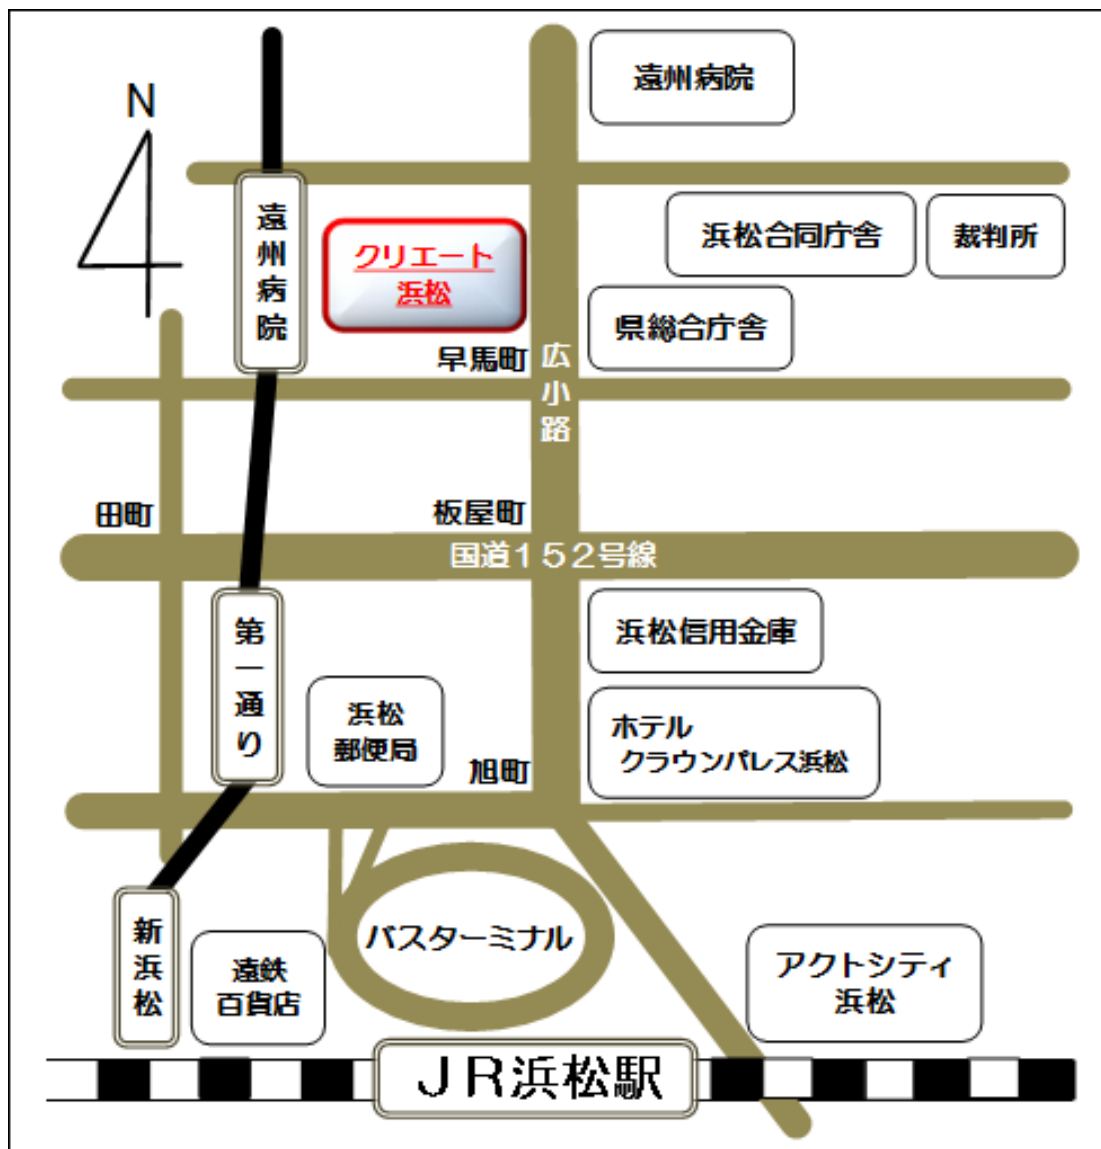 遠州病院
N
遠州病院
クリエート
浜松
浜松合同庁舎
裁判所
県総合庁舎
早馬町
広小路
田町
板屋町
国道152号線
第一通り
浜松信用金庫
浜松
郵便局
ホテル
クラウンパレス浜松
旭町
新浜松
遠鉄
百貨店
バスターミナル
アクトシティ
浜松
JR浜松駅